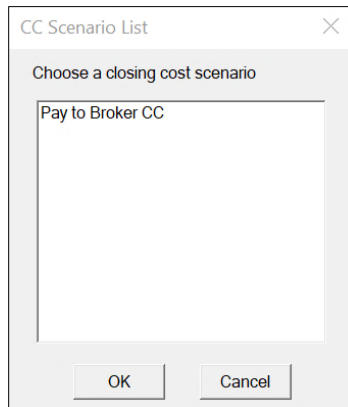 CC Scenario List
Choose a closing cost scenario
Pay to Broker CC
OK Cancel